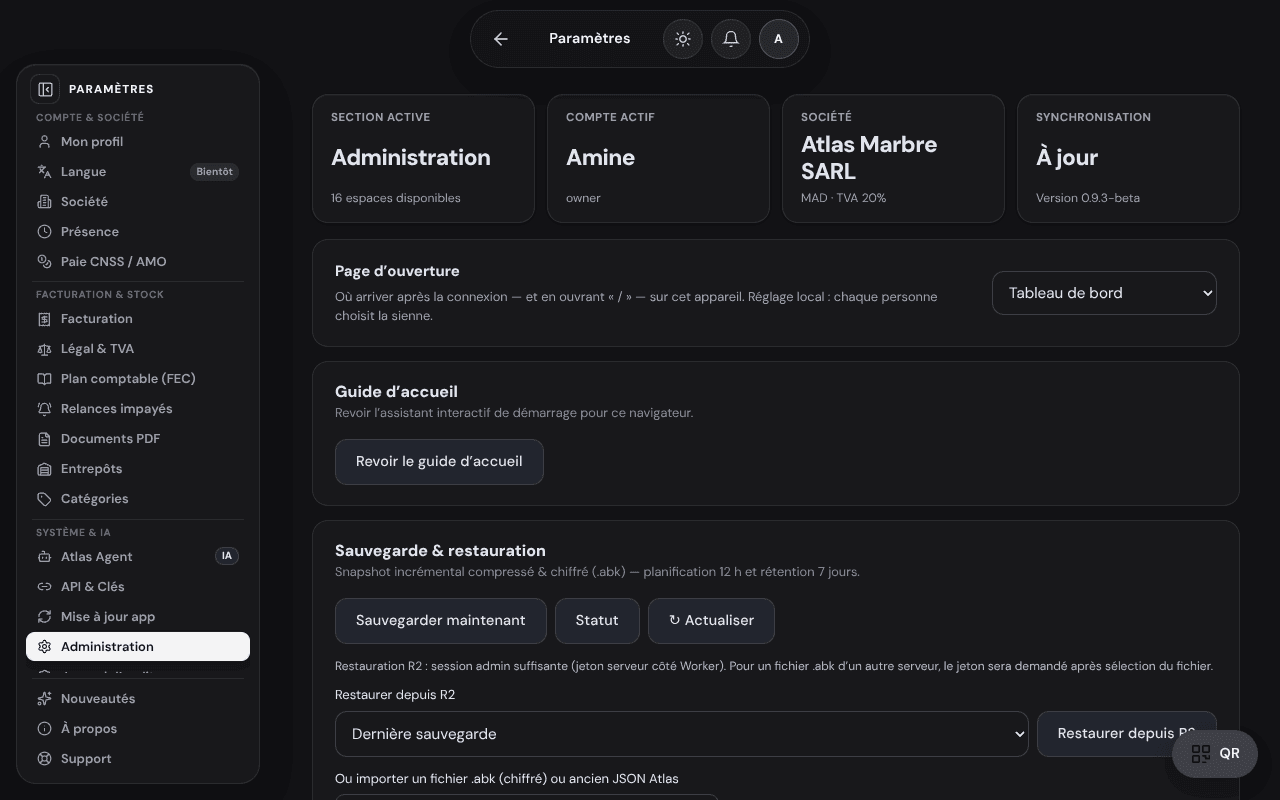 Paramètres
A
PARAMÈTRES
COMPTE & SOCIÉTÉ
Mon profil
Langue
Bientôt
Société
Présence
Paie CNSS / AMO
FACTURATION & STOCK
Facturation
Légal & TVA
Plan comptable (FEC)
Relances impayés
Documents PDF
Entrepôts
Catégories
SYSTÈME & IA
Atlas Agent
IA
API & Clés
Mise à jour app
Administration
Nouveautés
À propos
Support
SECTION ACTIVE
Administration
16 espaces disponibles
COMPTE ACTIF
Amine
owner
SOCIÉTÉ
Atlas Marbre
SARL
MAD · TVA 20%
SYNCHRONISATION
À jour
Version 0.9.3-beta
Page d’ouverture
Où arriver après la connexion — et en ouvrant « / » — sur cet appareil. Réglage local : chaque personne
choisit la sienne.
Tableau de bord
Guide d’accueil
Revoir l’assistant interactif de démarrage pour ce navigateur.
Revoir le guide d’accueil
Sauvegarde & restauration
Snapshot incrémental compressé & chiffré (.abk) — planification 12 h et rétention 7 jours.
Sauvegarder maintenant
Statut
↻ Actualiser
Restauration R2 : session admin suffisante (jeton serveur côté Worker). Pour un fichier .abk d’un autre serveur, le jeton sera demandé après sélection du fichier.
Restaurer depuis R2
Dernière sauvegarde
Restaurer depuis R2
QR
Ou importer un fichier .abk (chiffré) ou ancien JSON Atlas